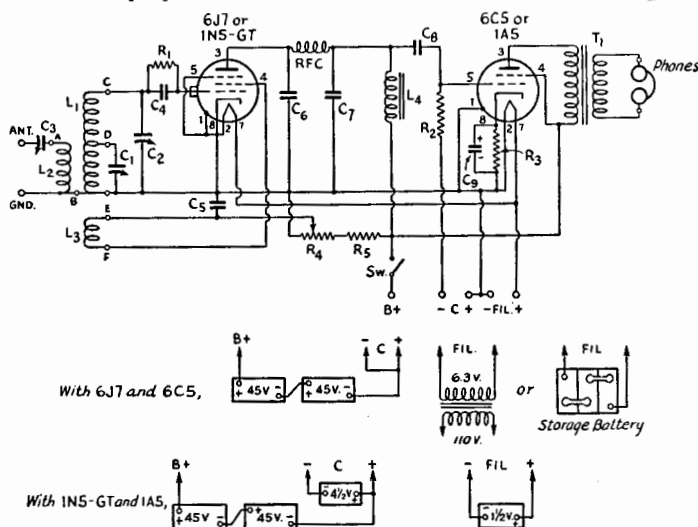 6J7 or
1N5-GT
6C5 or
1A5
3
RFC
C8
3
T1
Phones
R1
5
4
5
4
C
C4
L1
C6
C7
L4
R2
1
8
2
7
1
8
2
7
ANT.
C3
A
D
C2
C1
L2
B
R3
C9
GND.
C5
E
L3
F
R4
R5
Sw.
B+
- C +
-FIL.+
B+
- C +
FIL.
FIL
6.3 v.
or
With 6J7 and 6C5,
+ 45V -
+ 45V. -
110 v.
Storage Battery
B+
- C +
- FIL +
With 1N5-GT and 1A5,
+ 45V -
+ 45V. -
- 4½V. +
- 1½V. +